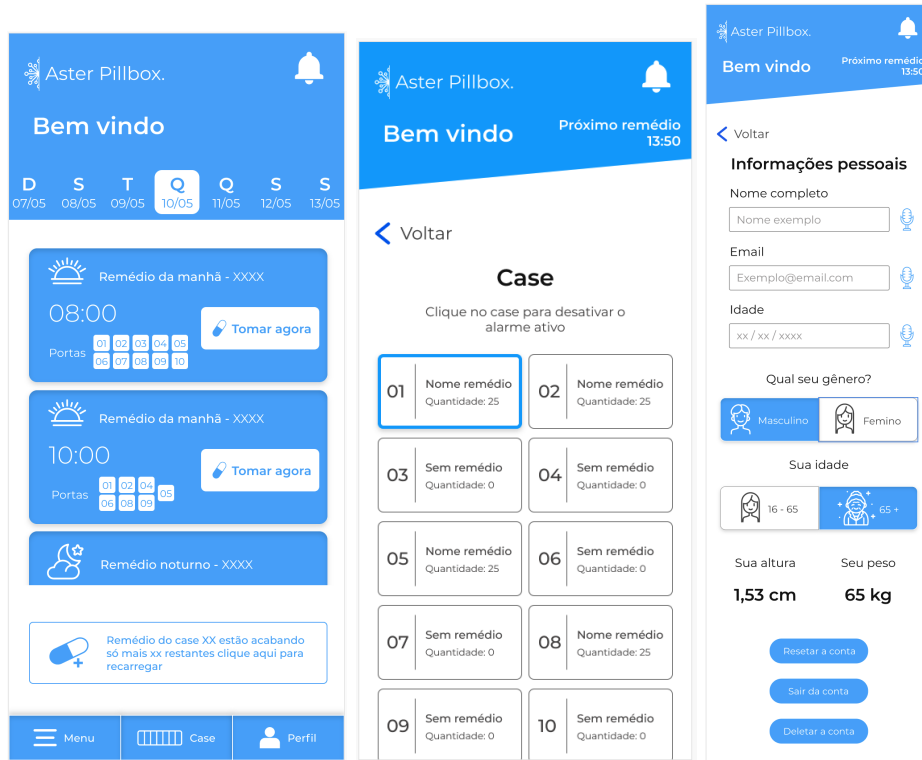 Aster Pillbox.
Bem vindo
D S T Q Q S S
07/05 08/05 09/05 10/05 11/05 12/05 13/05
Remédio da manhã - XXXX
08:00
Tomar agora
Portas
01 02 03 04 05
06 07 08 09 10
Remédio da manhã - XXXX
10:00
Tomar agora
Portas
01 02 04 05
06 08 09
Remédio noturno - XXXX
Remédio do case XX estão acabando
só mais xx restantes clique aqui para
recarregar
Menu Case Perfil
Aster Pillbox.
Bem vindo
Próximo remédio
13:50
Voltar
Case
Clique no case para desativar o
alarme ativo
01 Nome remédio
Quantidade: 25
02 Nome remédio
Quantidade: 25
03 Sem remédio
Quantidade: 0
04 Sem remédio
Quantidade: 0
05 Nome remédio
Quantidade: 25
06 Sem remédio
Quantidade: 0
07 Sem remédio
Quantidade: 0
08 Nome remédio
Quantidade: 25
09 Sem remédio
Quantidade: 0
10 Sem remédio
Quantidade: 0
Aster Pillbox.
Bem vindo
Próximo remédio
13:50
Voltar
Informações pessoais
Nome completo
Nome exemplo
Email
Exemplo@email.com
Idade
xx / xx / xxxx
Qual seu gênero?
Masculino Femino
Sua idade
16 - 65 65 +
Sua altura Seu peso
1,53 cm 65 kg
Resetar a conta
Sair da conta
Deletar a conta